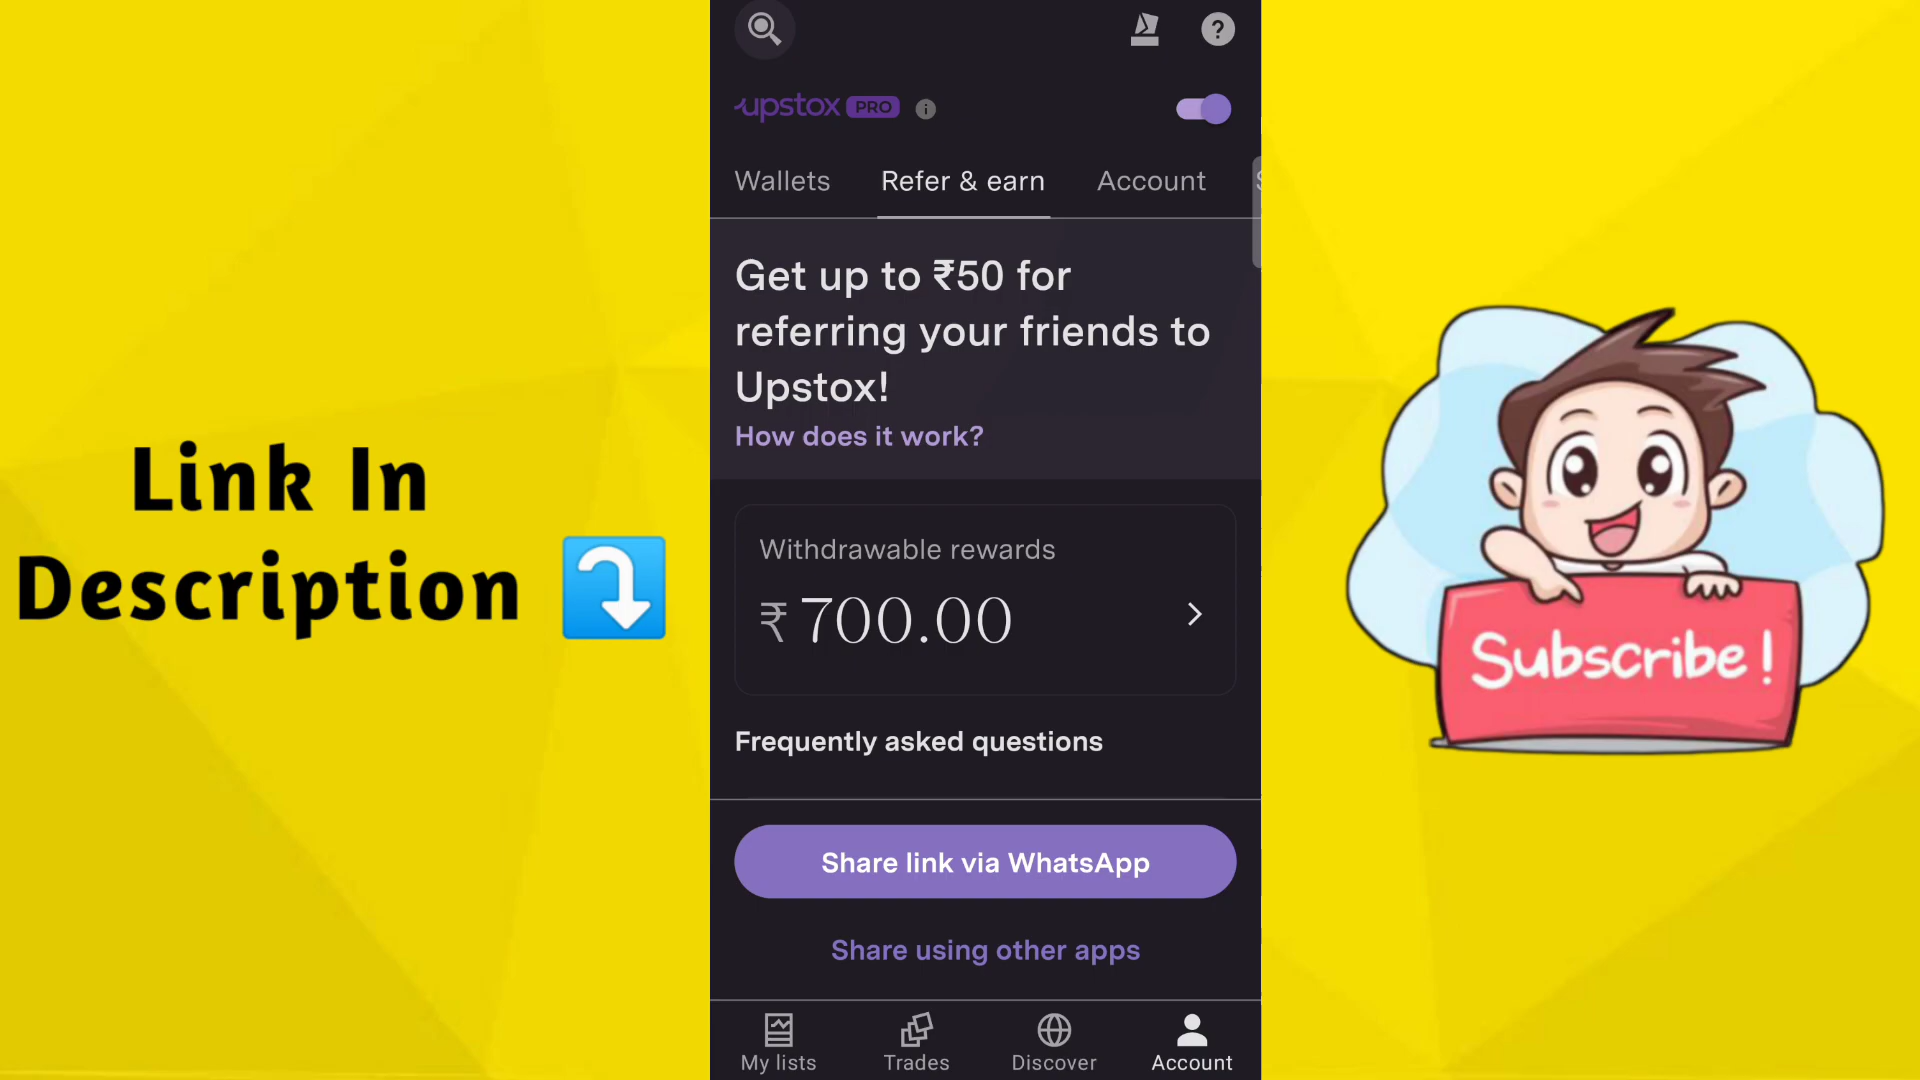 upstox PRO
Wallets Refer & earn Account
Get up to ₹50 for
referring your friends to
Upstox!
How does it work?
Withdrawable rewards
₹ 700.00
Frequently asked questions
Share link via WhatsApp
Share using other apps
My lists Trades Discover Account
Link In
Description
Subscribe!